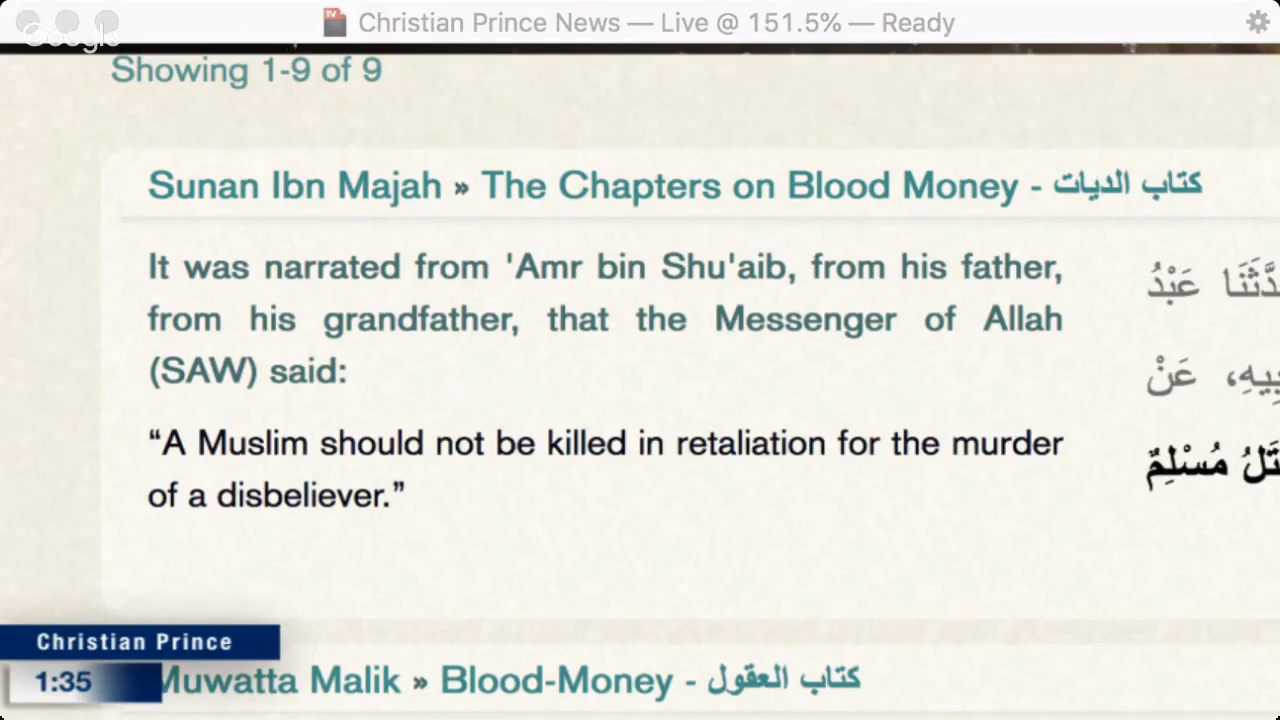 Christian Prince News — Live @ 151.5% — Ready
Google
Showing 1-9 of 9
Sunan Ibn Majah » The Chapters on Blood Money - كتاب الديات
It was narrated from 'Amr bin Shu'aib, from his father,
from his grandfather, that the Messenger of Allah
(SAW) said:
“A Muslim should not be killed in retaliation for the murder
of a disbeliever.”
عَبْدُ
عَنْ
مُسْلِمٌ
Christian Prince
1:35
Muwatta Malik » Blood-Money - كتاب العقول